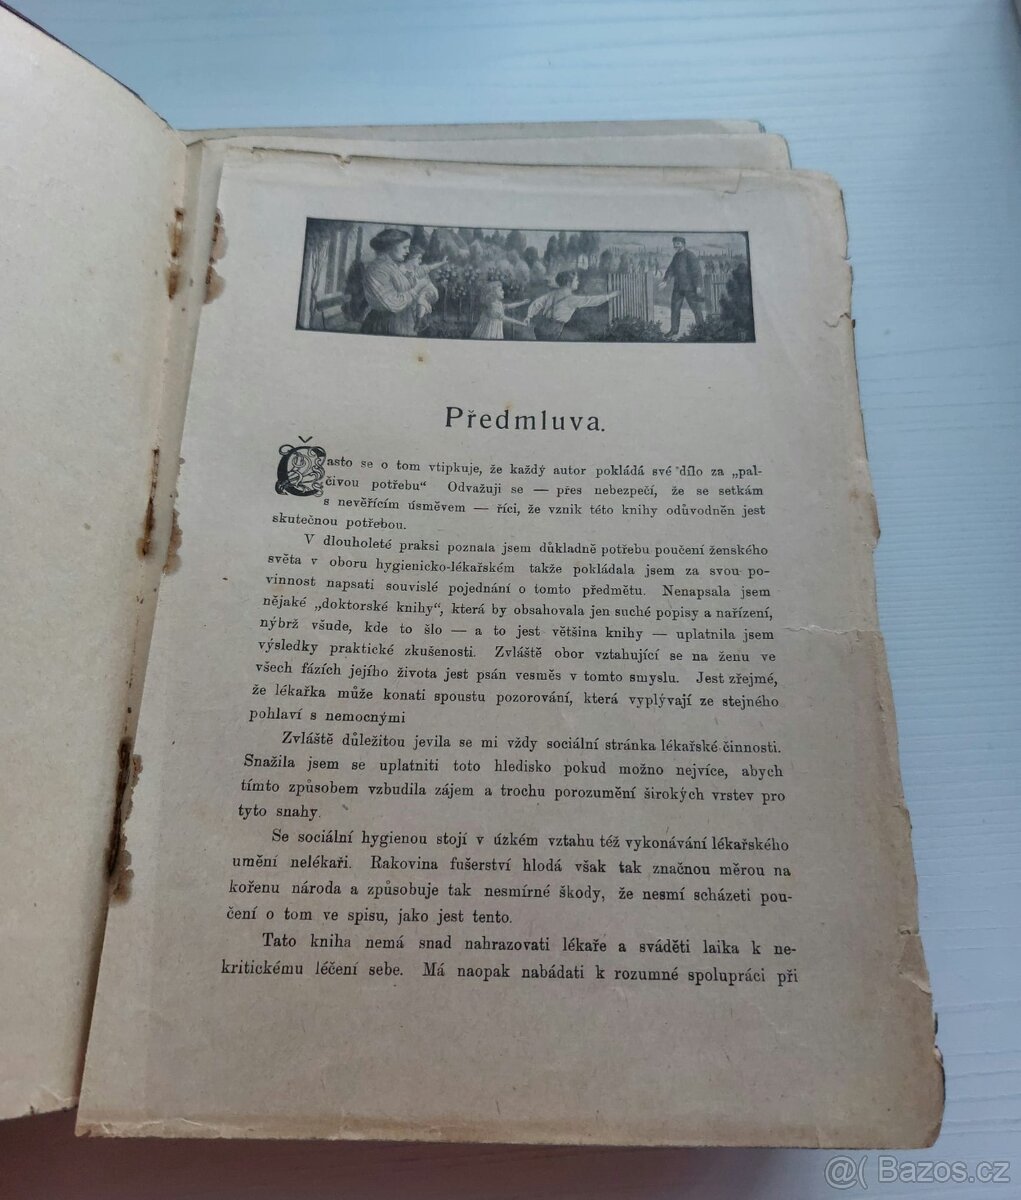 Předmluva.
Často se o tom vtipkuje, že každý autor pokládá své dílo za „pal-
čivou potřebu“ Odvažuji se — přes nebezpečí, že se setkám
s nevěřícím úsměvem — říci, že vznik této knihy odůvodněn jest
skutečnou potřebou.
V dlouholeté praksi poznala jsem důkladně potřebu poučení ženského
světa v oboru hygienicko-lékařském takže pokládala jsem za svou po-
vinnost napsati souvislé pojednání o tomto předmětu. Nenapsala jsem
nějaké „doktorské knihy“, která by obsahovala jen suché popisy a nařízení,
nýbrž všude, kde to šlo — a to jest většina knihy — uplatnila jsem
výsledky praktické zkušenosti. Zvláště obor vztahující se na ženu ve
všech fázích jejího života jest psán vesměs v tomto smyslu. Jest zřejmé,
že lékařka může konati spoustu pozorování, která vyplývají ze stejného
pohlaví s nemocnými
Zvláště důležitou jevila se mi vždy sociální stránka lékařské činnosti.
Snažila jsem se uplatniti toto hledisko pokud možno nejvíce, abych
tímto způsobem vzbudila zájem a trochu porozumění širokých vrstev pro
tyto snahy.
Se sociální hygienou stojí v úzkém vztahu též vykonávání lékařského
umění nelékaři. Rakovina fušerství hlodá však tak značnou měrou na
kořenu národa a způsobuje tak nesmírné škody, že nesmí scházeti pou-
čení o tom ve spisu, jako jest tento.
Tato kniha nemá snad nahrazovati lékaře a sváděti laika k ne-
kritickému léčení sebe. Má naopak nabádati k rozumné spolupráci při
@( Bazos.cz